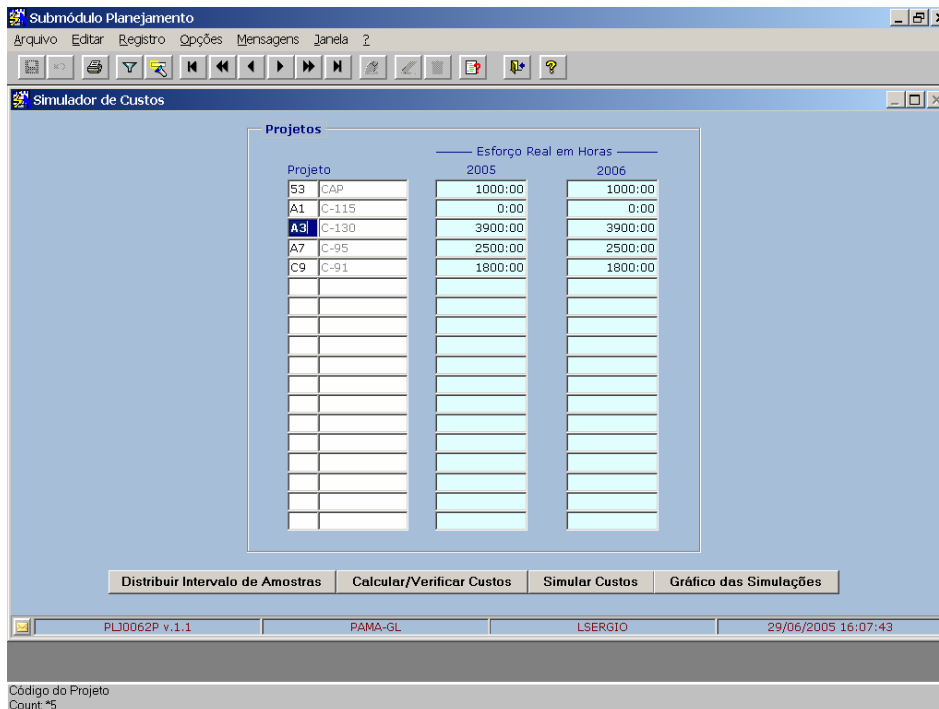 Submódulo Planejamento
Arquivo Editar Registro Opções Mensagens Janela ?
Simulador de Custos
Projetos
Esforço Real em Horas
Projeto 2005 2006
53 CAP 1000:00 1000:00
A1 C-115 0:00 0:00
A3 C-130 3900:00 3900:00
A7 C-95 2500:00 2500:00
C9 C-91 1800:00 1800:00
Distribuir Intervalo de Amostras Calcular/Verificar Custos Simular Custos Gráfico das Simulações
PLJ0062P v.1.1 PAMA-GL LSERGIO 29/06/2005 16:07:43
Código do Projeto
Count: *5